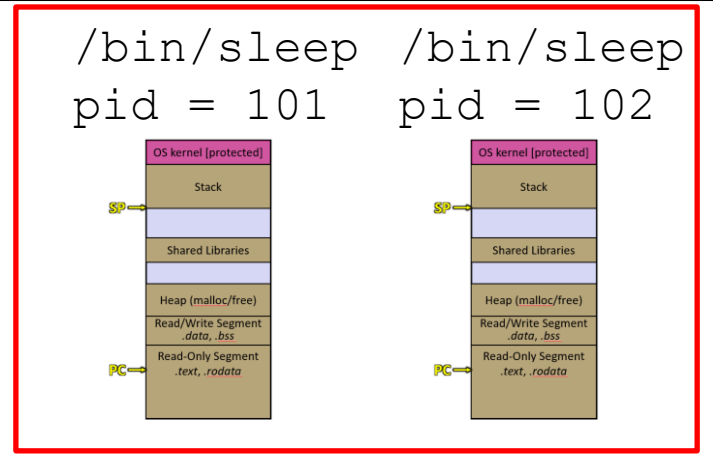 /bin/sleep
pid = 101
OS kernel [protected]
Stack
SP
Shared Libraries
Heap (malloc/free)
Read/Write Segment
.data, .bss
Read-Only Segment
.text, .rodata
PC
/bin/sleep
pid = 102
OS kernel [protected]
Stack
SP
Shared Libraries
Heap (malloc/free)
Read/Write Segment
.data, .bss
Read-Only Segment
.text, .rodata
PC